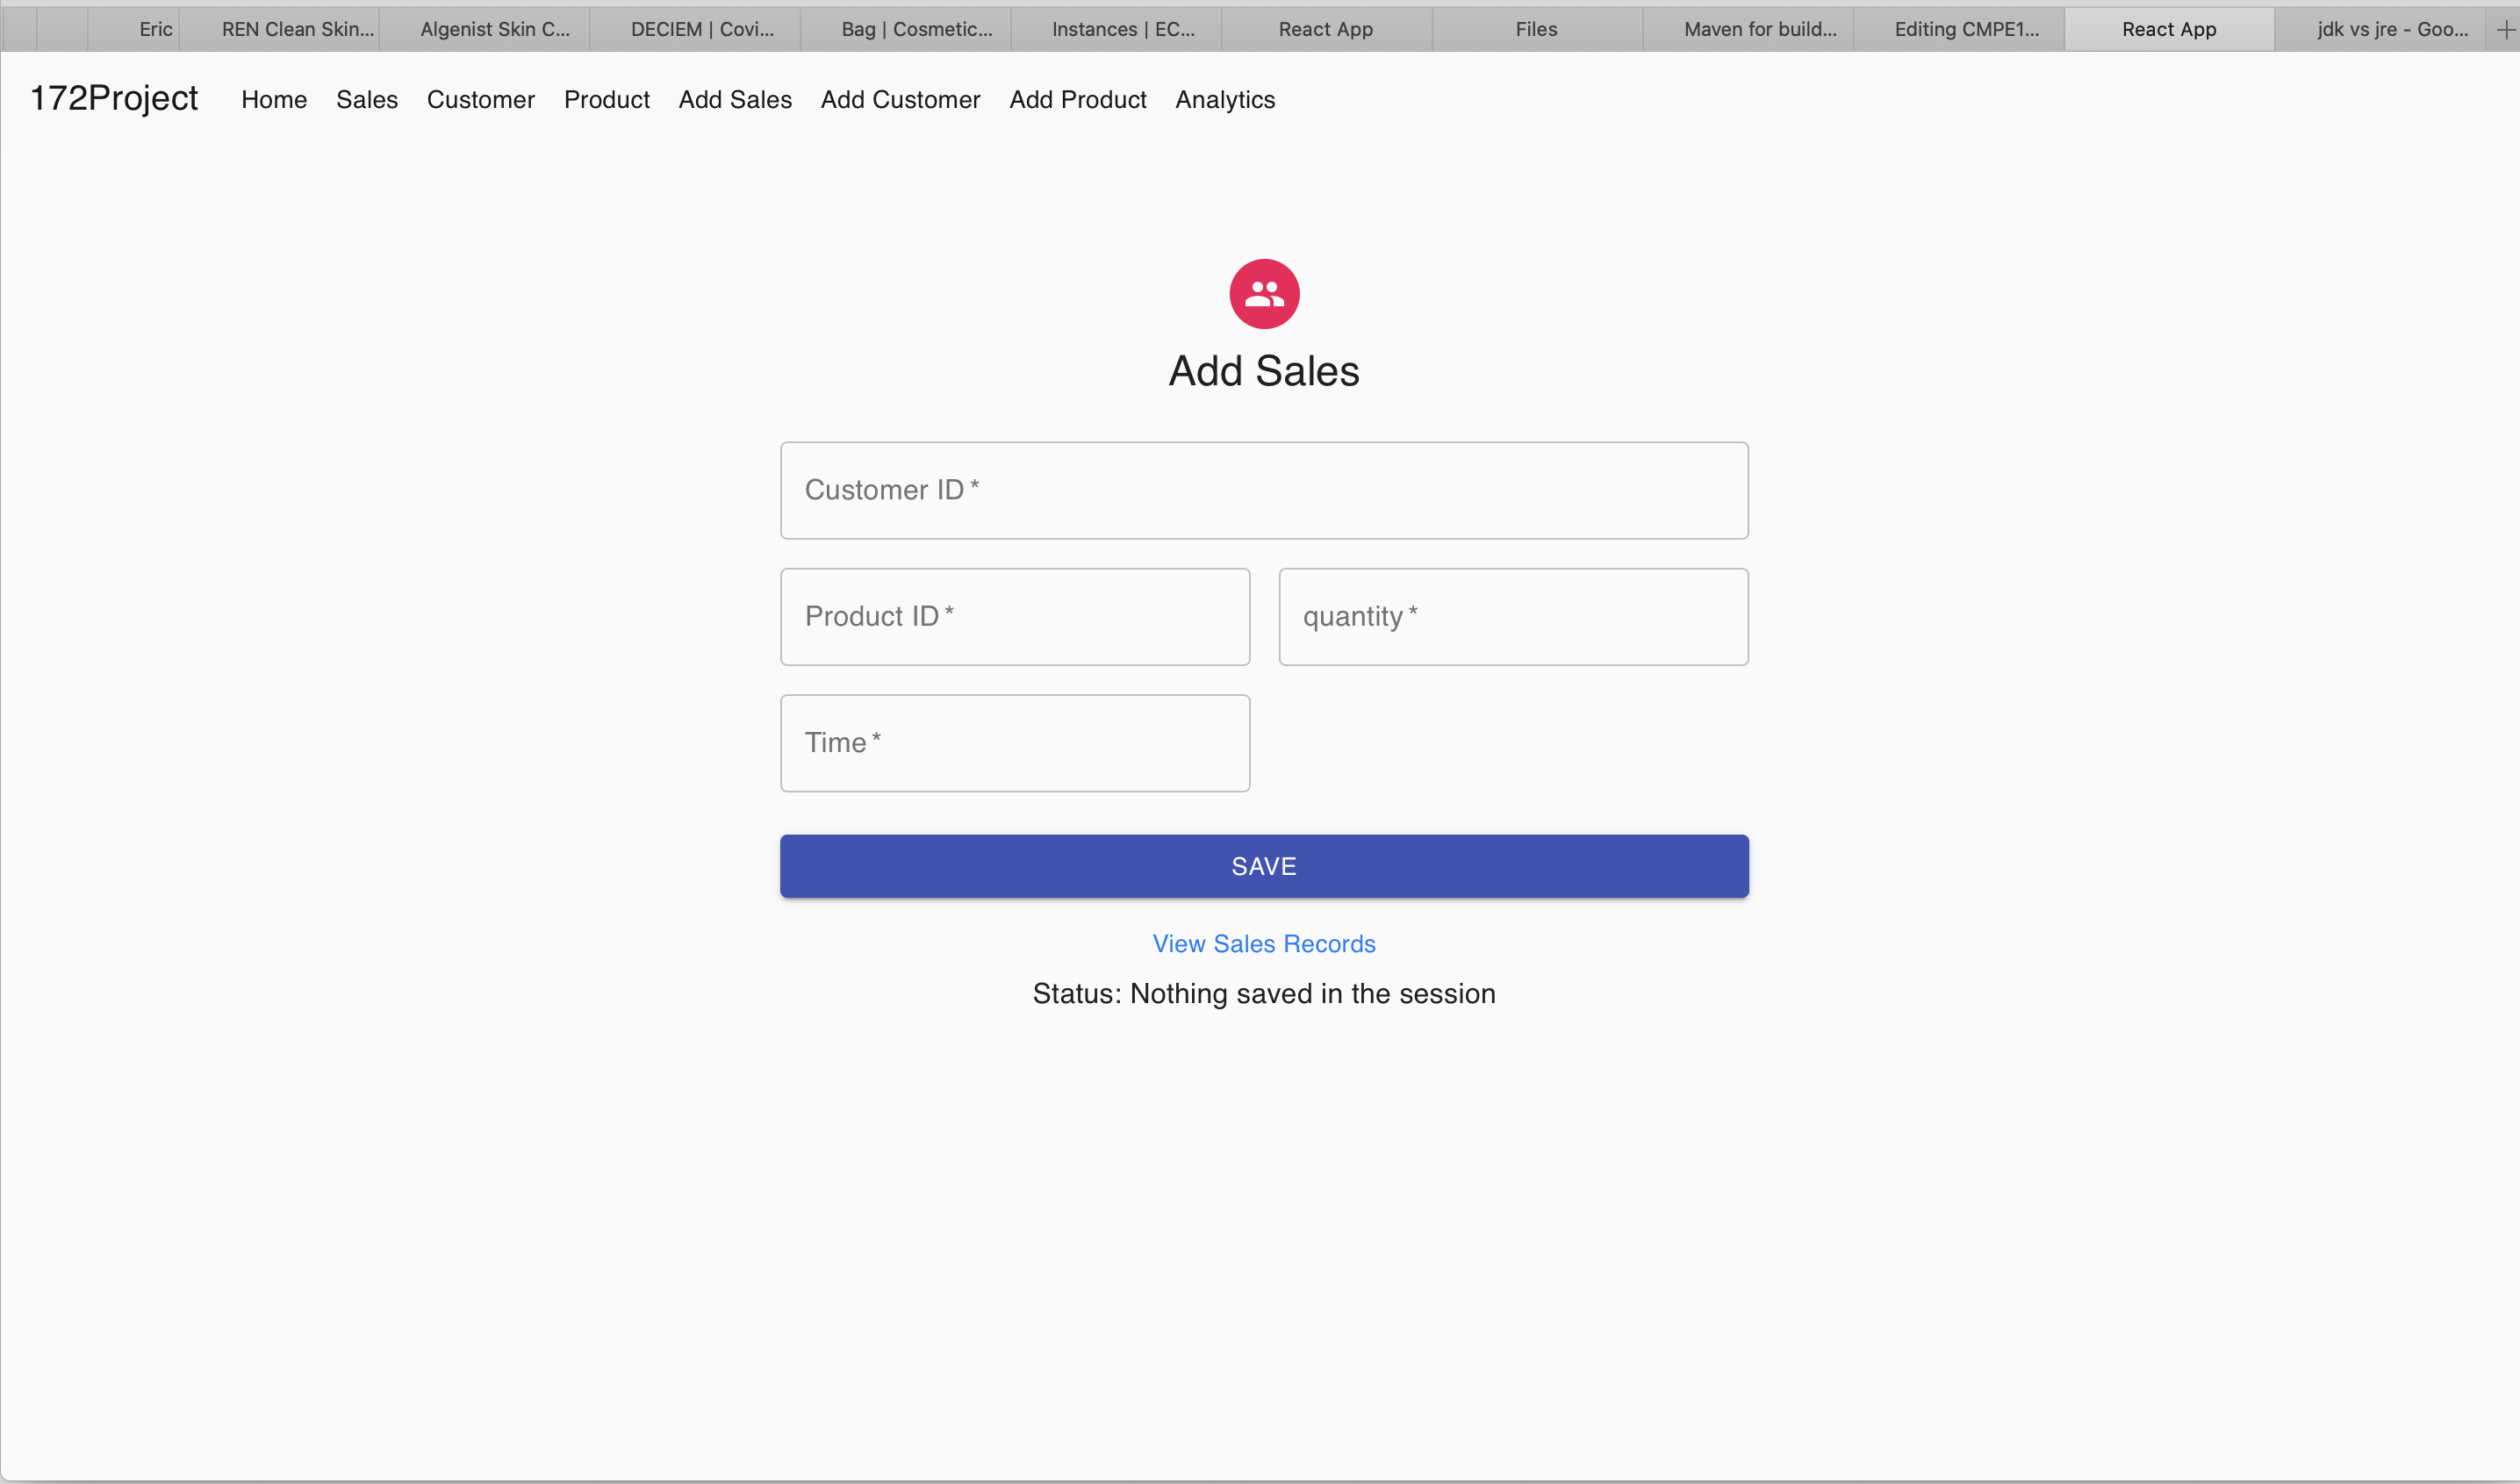 Eric REN Clean Skin... Algenist Skin C... DECIEM | Covi... Bag | Cosmetic... Instances | EC... React App Files Maven for build... Editing CMPE1... React App jdk vs jre - Goo...
172Project Home Sales Customer Product Add Sales Add Customer Add Product Analytics
Add Sales
Customer ID *
Product ID * quantity *
Time *
SAVE
View Sales Records
Status: Nothing saved in the session